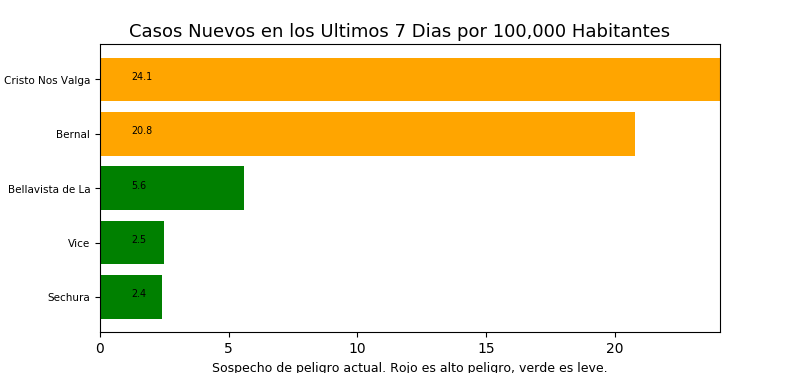 Casos Nuevos en los Ultimos 7 Dias por 100,000 Habitantes
Cristo Nos Valga 24.1
Bernal 20.8
Bellavista de La 5.6
Vice 2.5
Sechura 2.4
0 5 10 15 20
Sospecho de peligro actual. Rojo es alto peligro, verde es leve.